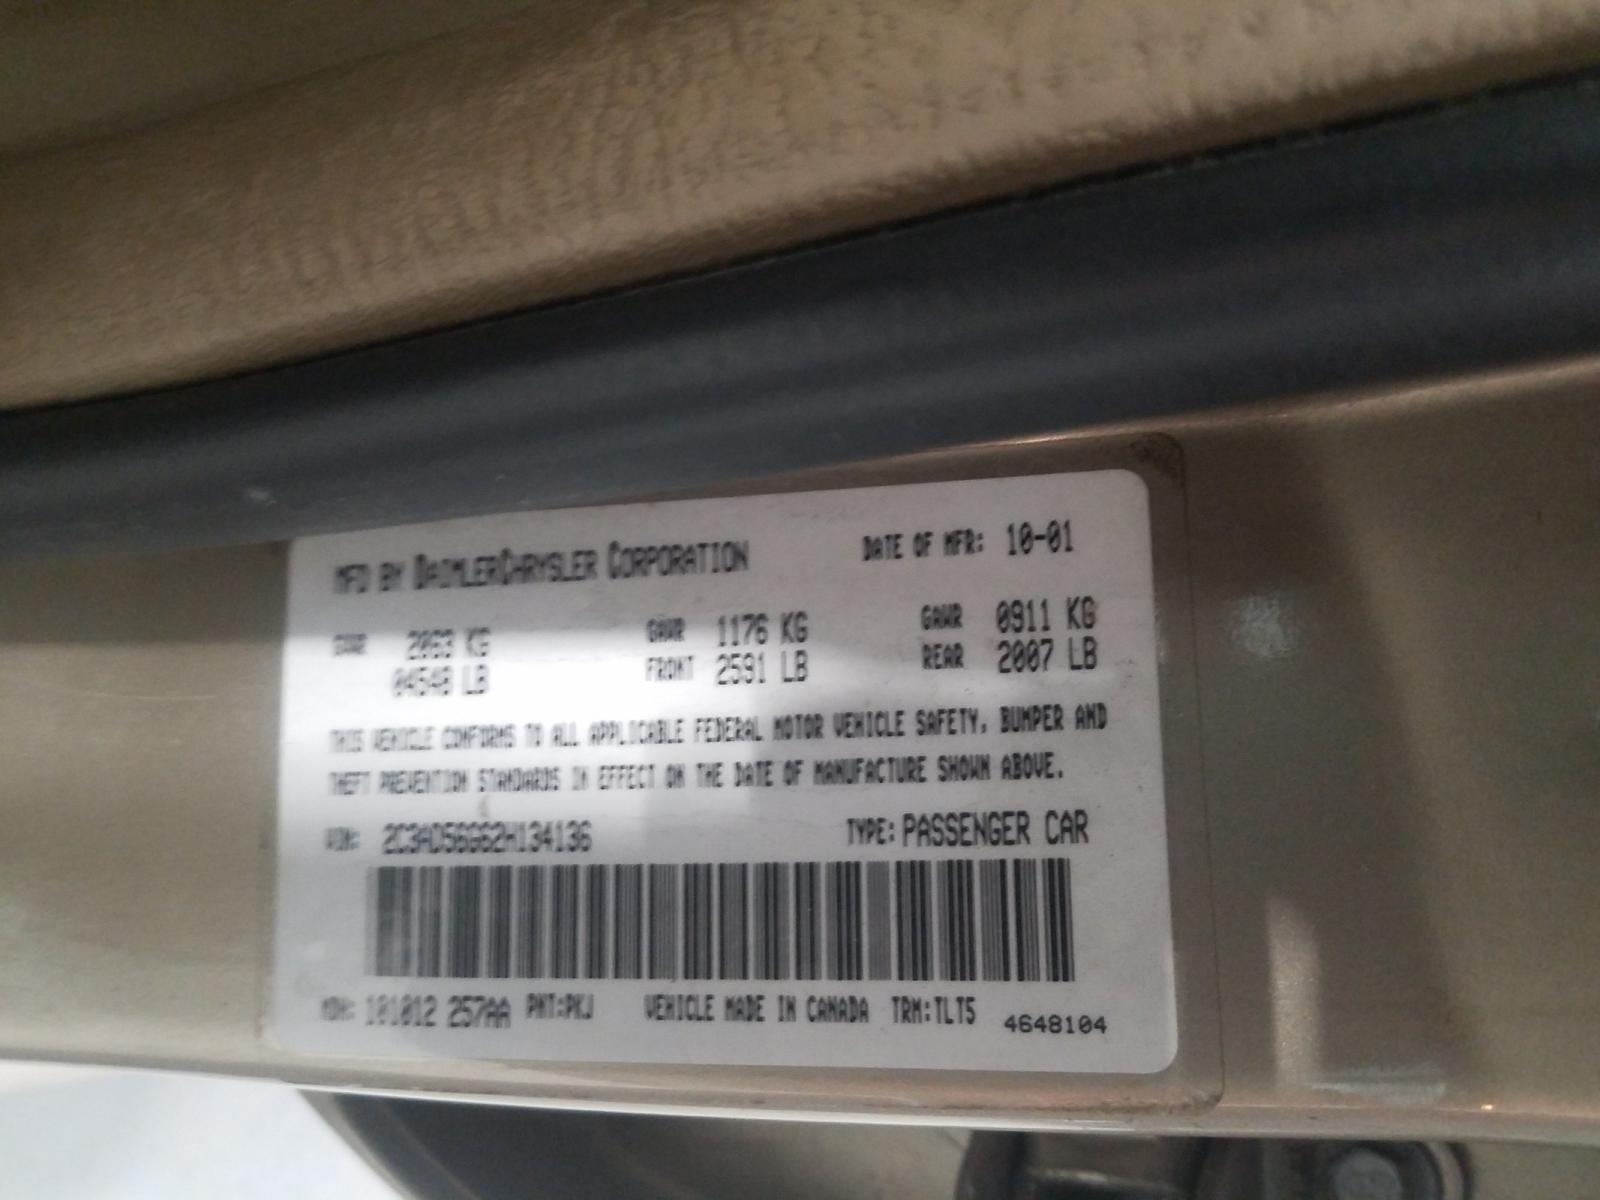 MFD BY DAIMLERCHRYSLER CORPORATION DATE OF MFR: 10-01
GVWR 2063 KG GAWR 1176 KG GAWR 0911 KG
04548 LB FRONT 2591 LB REAR 2007 LB
THIS VEHICLE CONFORMS TO ALL APPLICABLE FEDERAL MOTOR VEHICLE SAFETY, BUMPER AND
THEFT PREVENTION STANDARDS IN EFFECT ON THE DATE OF MANUFACTURE SHOWN ABOVE.
VIN: 2C3AD56G62H134136 TYPE: PASSENGER CAR
MDH: 101012 257AA PNT:PKJ VEHICLE MADE IN CANADA TRM:TLT5 4648104